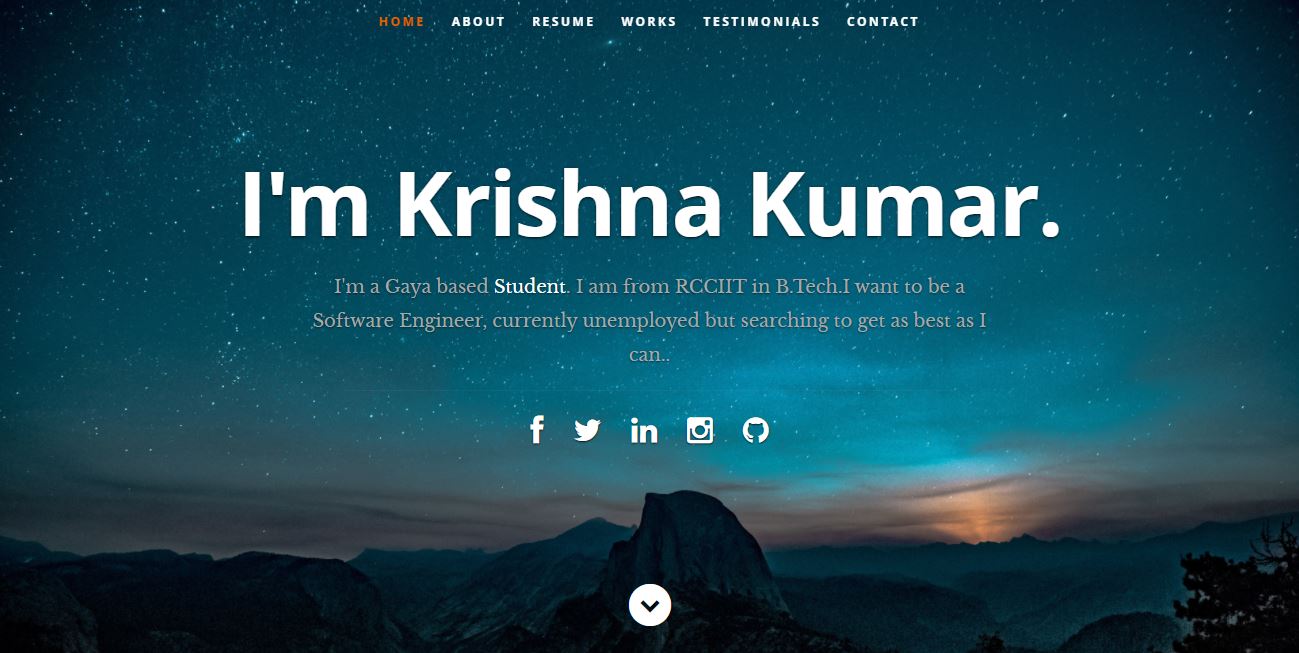 HOME ABOUT RESUME WORKS TESTIMONIALS CONTACT
I'm Krishna Kumar.
I'm a Gaya based Student. I am from RCCIIT in B.Tech.I want to be a
Software Engineer, currently unemployed but searching to get as best as I
can..